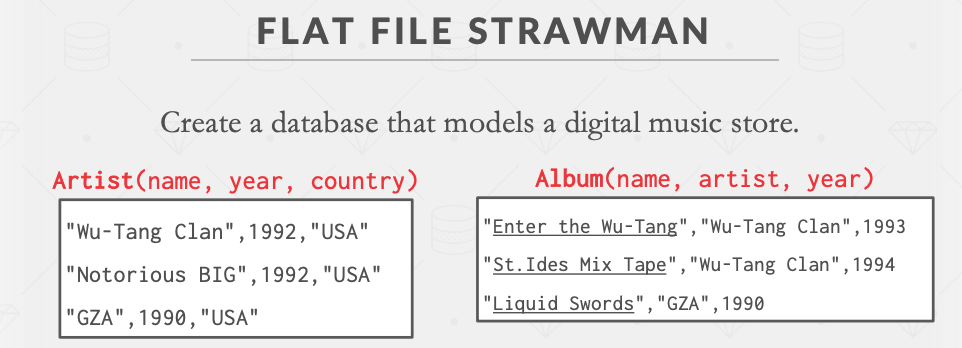 FLAT FILE STRAWMAN
Create a database that models a digital music store.
Artist(name, year, country)
"Wu-Tang Clan",1992,"USA"
"Notorious BIG",1992,"USA"
"GZA",1990,"USA"
Album(name, artist, year)
"Enter the Wu-Tang","Wu-Tang Clan",1993
"St.Ides Mix Tape","Wu-Tang Clan",1994
"Liquid Swords","GZA",1990